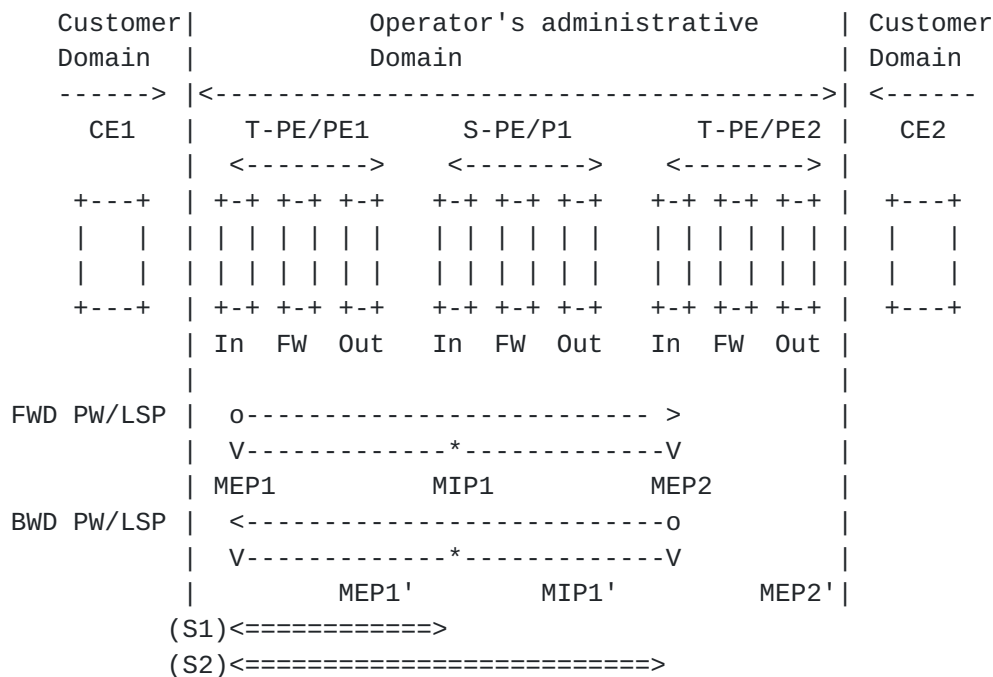 Customer|            Operator's administrative     | Customer
Domain  |            Domain                        | Domain
------> |<---------------------------------------->| <------
CE1   |   T-PE/PE1      S-PE/P1      T-PE/PE2 |   CE2
|  <-------->    <-------->    <--------> |
+---+  | +-+ +-+ +-+   +-+ +-+ +-+   +-+ +-+ +-+ |  +---+
|   |  | | | | | | |   | | | | | |   | | | | | | |  |   |
|   |  | | | | | | |   | | | | | |   | | | | | | |  |   |
+---+  | +-+ +-+ +-+   +-+ +-+ +-+   +-+ +-+ +-+ |  +---+
| In  FW  Out   In  FW  Out   In  FW  Out |
|                                         |
FWD PW/LSP |  o-------------------------- >          |
|  V-------------*-------------V          |
| MEP1          MIP1          MEP2        |
BWD PW/LSP |  <---------------------------o          |
|  V-------------*-------------V          |
|         MEP1'        MIP1'         MEP2'|
(S1)<============>
(S2)<==========================>